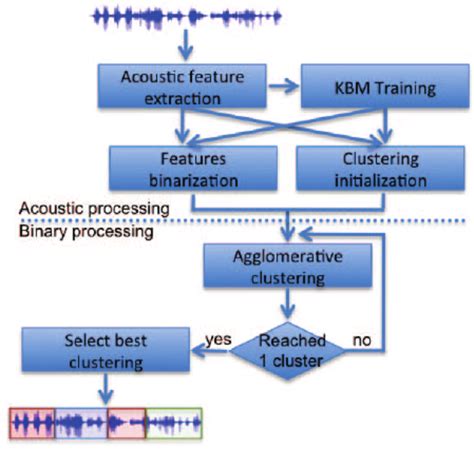 Acoustic feature
extraction
KBM Training
Features
binarization
Clustering
initialization
Acoustic processing
Binary processing
Agglomerative
clustering
Select best
clustering
yes
Reached
1 cluster
no